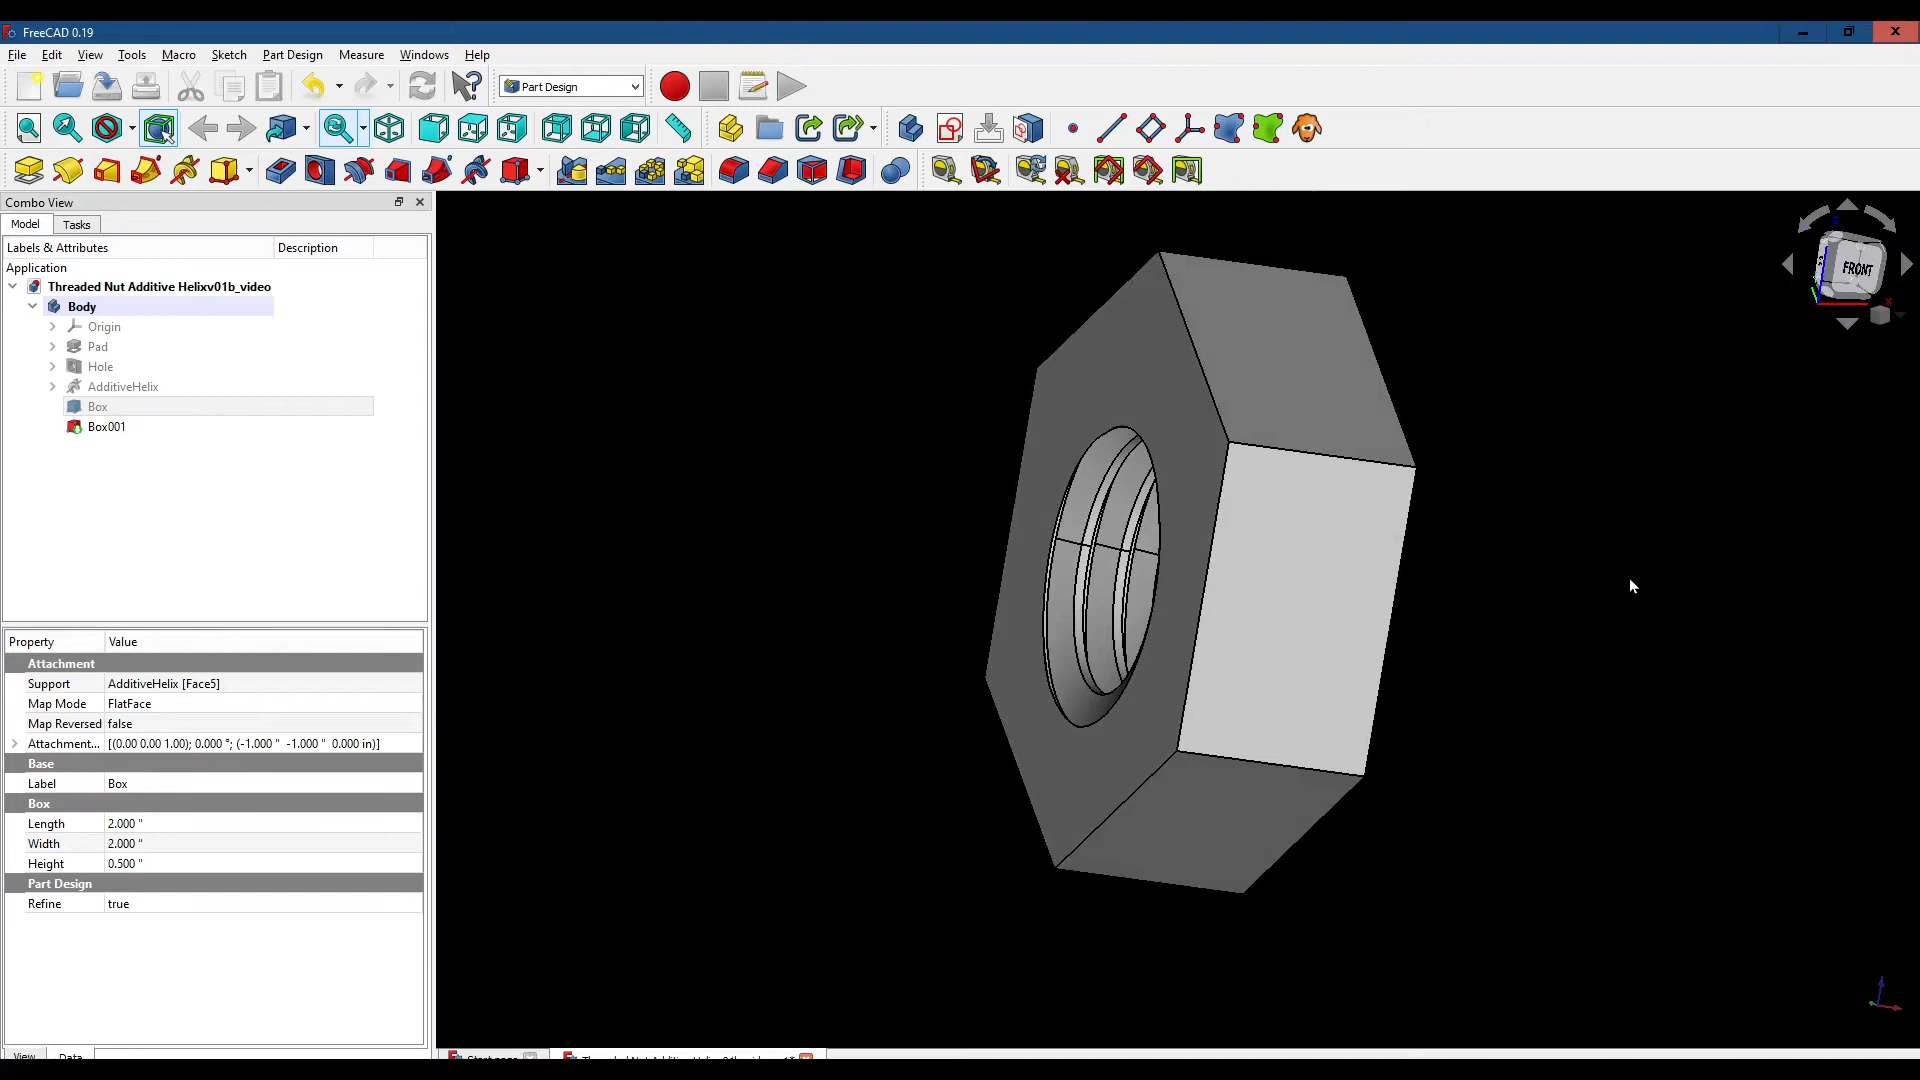 FreeCAD 0.19
File Edit View Tools Macro Sketch Part Design Measure Windows Help
Part Design
Combo View
Model Tasks
Labels & Attributes Description
Application
Threaded Nut Additive Helixv01b_video
Body
Origin
Pad
Hole
AdditiveHelix
Box
Box001
FRONT
Z
X
Property Value
Attachment
Support AdditiveHelix [Face5]
Map Mode FlatFace
Map Reversed false
Attachment... [(0.00 0.00 1.00); 0.000 °; (-1.000 " -1.000 " 0.000 in)]
Base
Label Box
Box
Length 2.000 "
Width 2.000 "
Height 0.500 "
Part Design
Refine true
View Data
Start page